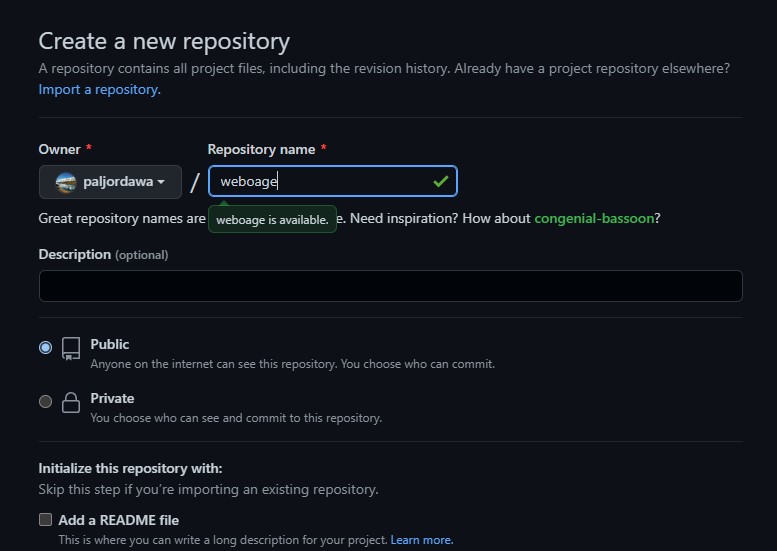 Create a new repository
A repository contains all project files, including the revision history. Already have a project repository elsewhere?
Import a repository.
Owner *
Repository name *
paljordawa
/
weboage
Great repository names are
e. Need inspiration? How about congenial-bassoon?
weboage is available.
Description (optional)
Public
Anyone on the internet can see this repository. You choose who can commit.
Private
You choose who can see and commit to this repository.
Initialize this repository with:
Skip this step if you’re importing an existing repository.
Add a README file
This is where you can write a long description for your project. Learn more.